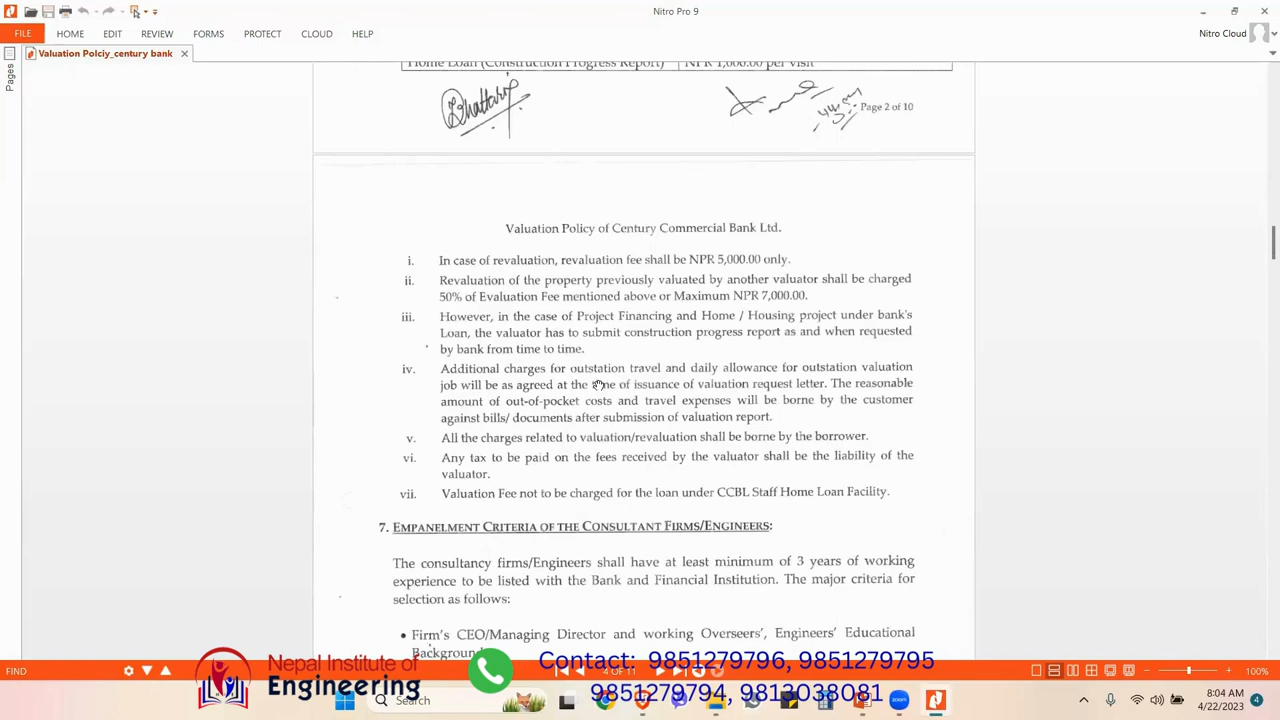 Nitro Pro 9
FILE HOME EDIT REVIEW FORMS PROTECT CLOUD HELP Nitro Cloud
Valuation Polciy_century bank
Pages
Home Loan (Construction Progress Report) NPR 1,000.00 per visit
Page 2 of 10
Valuation Policy of Century Commercial Bank Ltd.
i. In case of revaluation, revaluation fee shall be NPR 5,000.00 only.
ii. Revaluation of the property previously valuated by another valuator shall be charged
50% of Evaluation Fee mentioned above or Maximum NPR 7,000.00.
iii. However, in the case of Project Financing and Home / Housing project under bank's
Loan, the valuator has to submit construction progress report as and when requested
by bank from time to time.
iv. Additional charges for outstation travel and daily allowance for outstation valuation
job will be as agreed at the time of issuance of valuation request letter. The reasonable
amount of out-of-pocket costs and travel expenses will be borne by the customer
against bills/ documents after submission of valuation report.
v. All the charges related to valuation/revaluation shall be borne by the borrower.
vi. Any tax to be paid on the fees received by the valuator shall be the liability of the
valuator.
vii. Valuation Fee not to be charged for the loan under CCBL Staff Home Loan Facility.
7. EMPANELMENT CRITERIA OF THE CONSULTANT FIRMS/ENGINEERS:
The consultancy firms/Engineers shall have at least minimum of 3 years of working
experience to be listed with the Bank and Financial Institution. The major criteria for
selection as follows:
• Firm's CEO/Managing Director and working Overseers', Engineers' Educational
Background
FIND 4 OF 11 100%
Nepal Institute of
Engineering
Contact: 9851279796, 9851279795
9851279794, 9813038081
Search
8:04 AM
4/22/2023
4